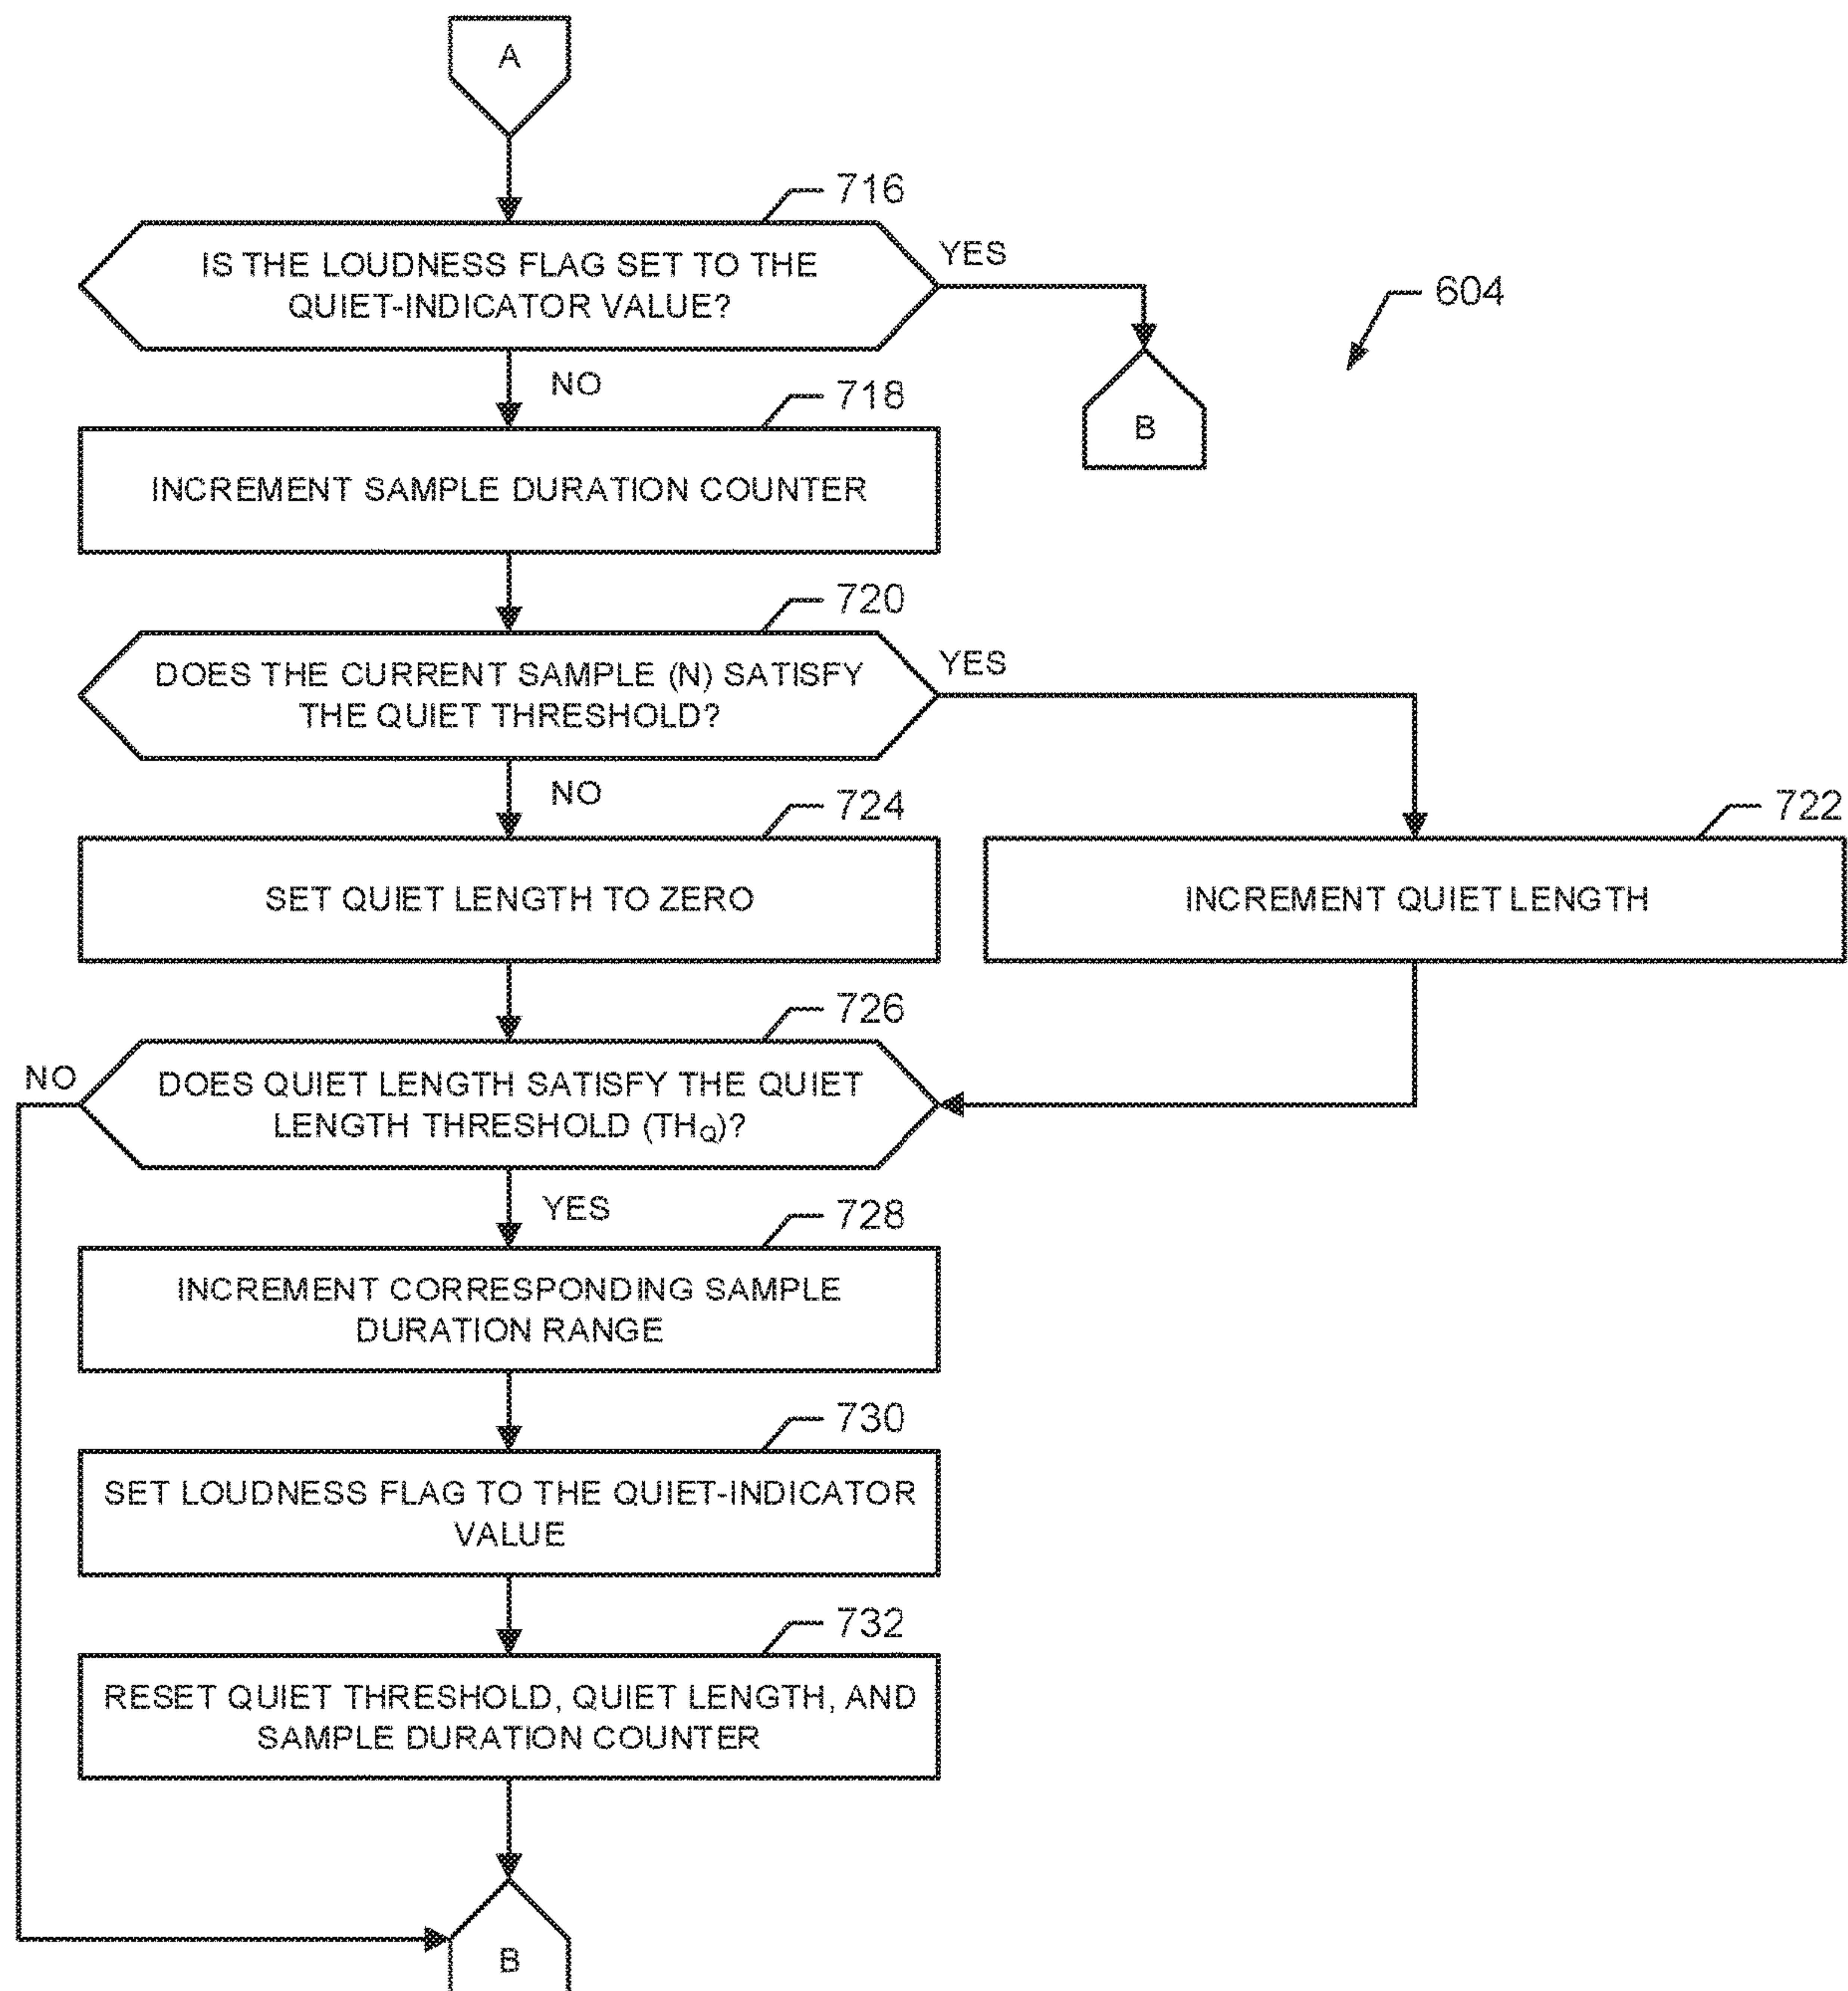 A
716
IS THE LOUDNESS FLAG SET TO THE
QUIET-INDICATOR VALUE?
YES
604
B
NO
718
INCREMENT SAMPLE DURATION COUNTER
720
DOES THE CURRENT SAMPLE (N) SATISFY
THE QUIET THRESHOLD?
YES
NO
724
SET QUIET LENGTH TO ZERO
722
INCREMENT QUIET LENGTH
726
NO
DOES QUIET LENGTH SATISFY THE QUIET
LENGTH THRESHOLD (THQ)?
YES
728
INCREMENT CORRESPONDING SAMPLE
DURATION RANGE
730
SET LOUDNESS FLAG TO THE QUIET-INDICATOR
VALUE
732
RESET QUIET THRESHOLD, QUIET LENGTH, AND
SAMPLE DURATION COUNTER
B